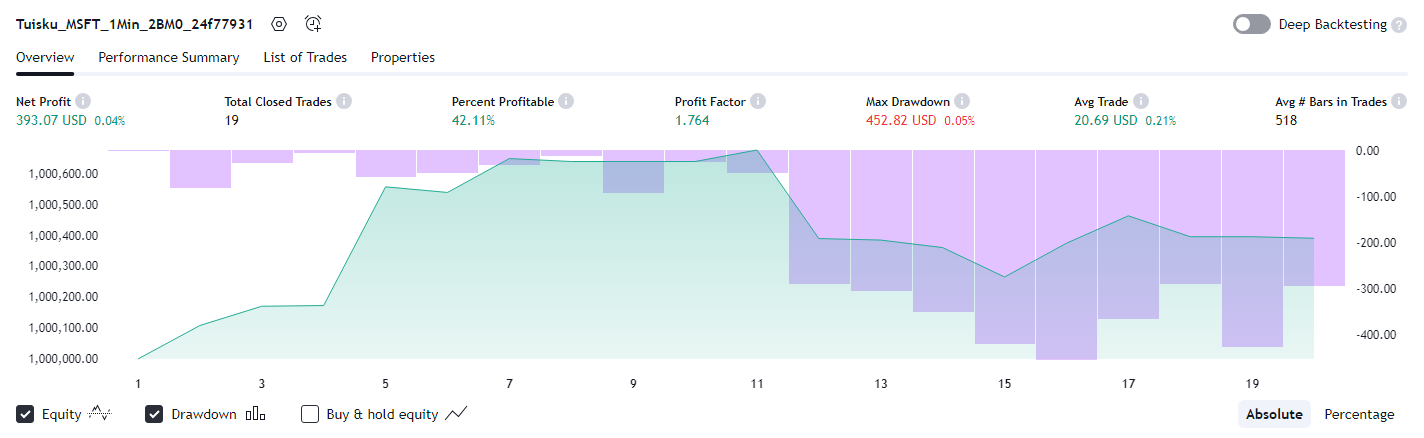 Tuisku_MSFT_1Min_2BM0_24f77931 Deep Backtesting ?
Overview Performance Summary List of Trades Properties
Net Profit i Total Closed Trades i Percent Profitable i Profit Factor i Max Drawdown i Avg Trade i Avg # Bars in Trades i
393.07 USD 0.04% 19 42.11% 1.764 452.82 USD 0.05% 20.69 USD 0.21% 518
0.00
1,000,600.00
-100.00
1,000,500.00
1,000,400.00
-200.00
1,000,300.00
-300.00
1,000,200.00
1,000,100.00
-400.00
1,000,000.00
1 3 5 7 9 11 13 15 17 19
Equity Drawdown Buy & hold equity Absolute Percentage